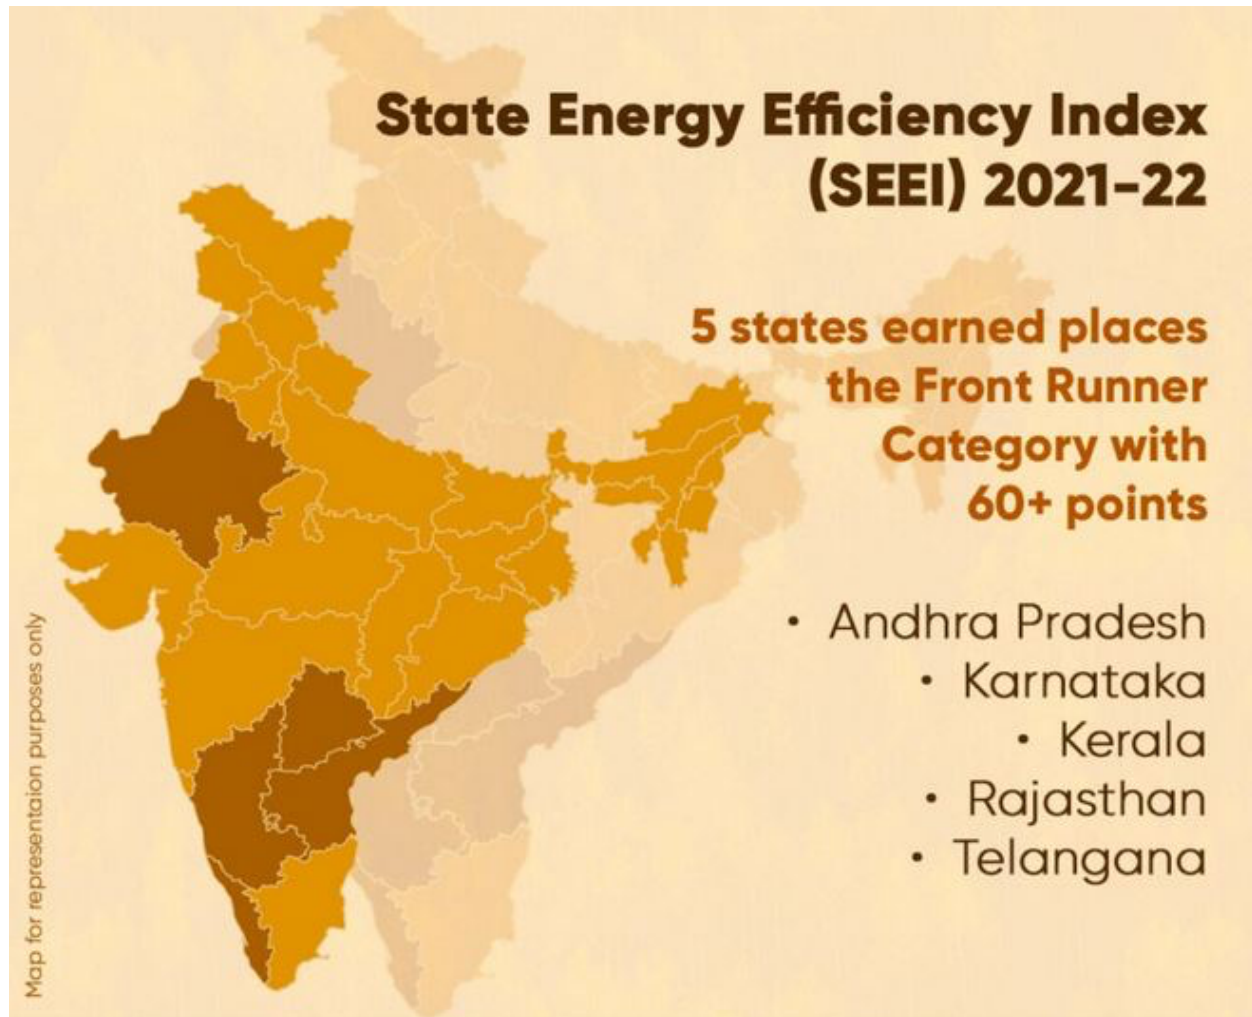 State Energy Efficiency Index
(SEEI) 2021-22
5 states earned places
the Front Runner
Category with
60+ points
• Andhra Pradesh
• Karnataka
• Kerala
• Rajasthan
• Telangana
Map for representaion purposes only